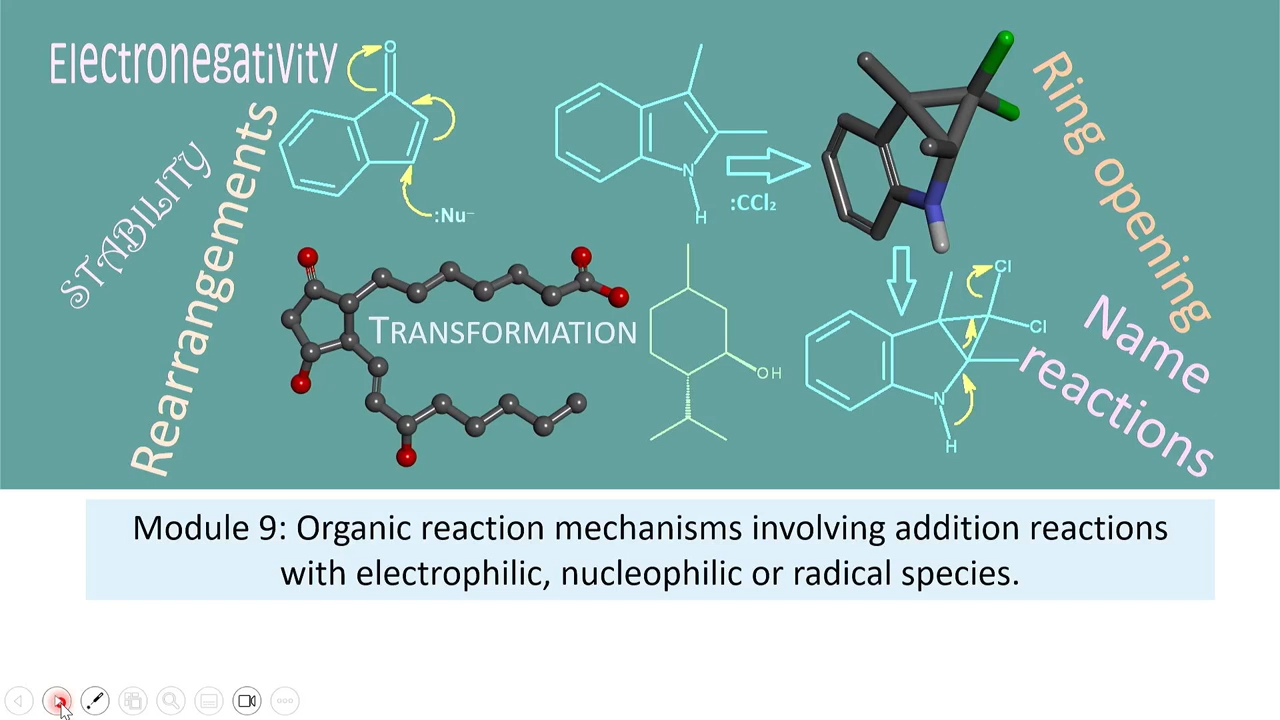 Electronegativity
STABILITY
Rearrangements
O
:Nu⁻
N
H
:CCl₂
Ring opening
TRANSFORMATION
OH
Cl
Cl
N
H
Name
reactions
Module 9: Organic reaction mechanisms involving addition reactions
with electrophilic, nucleophilic or radical species.